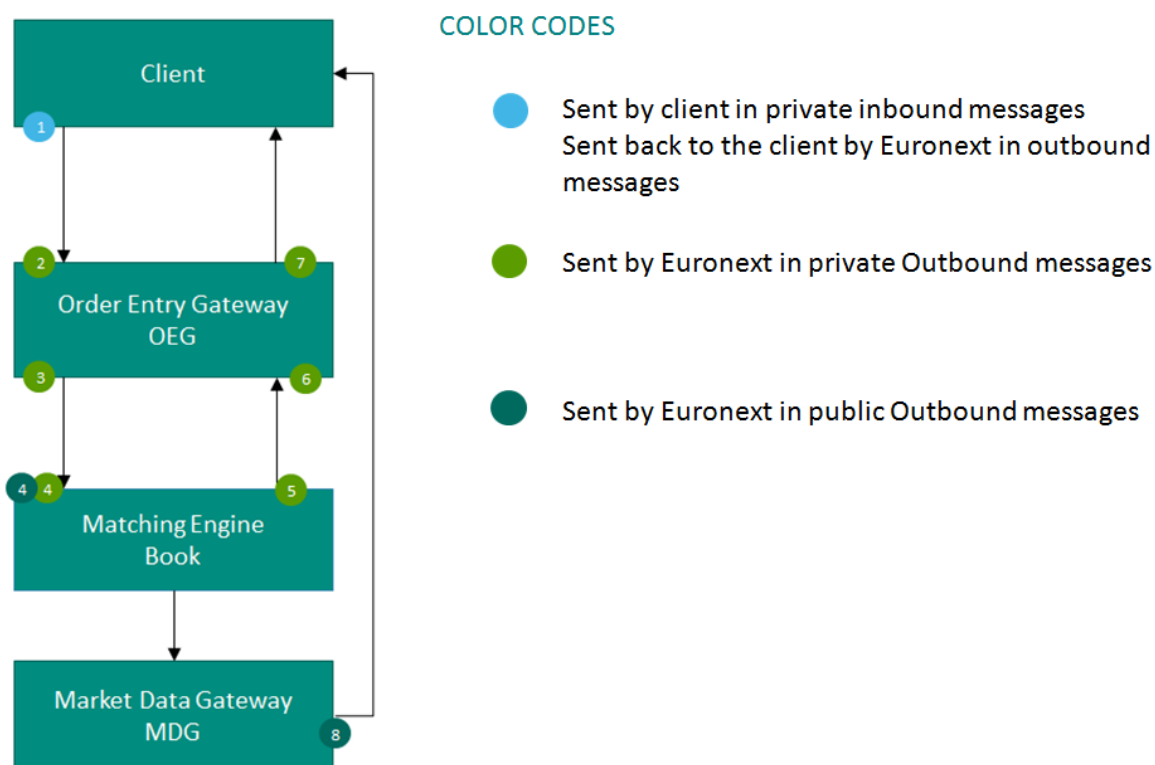 COLOR CODES
Client
1
Sent by client in private inbound messages
Sent back to the client by Euronext in outbound
messages
2
7
Sent by Euronext in private Outbound messages
Order Entry Gateway
OEG
3
6
Sent by Euronext in public Outbound messages
4
4
5
Matching Engine
Book
Market Data Gateway
MDG
8